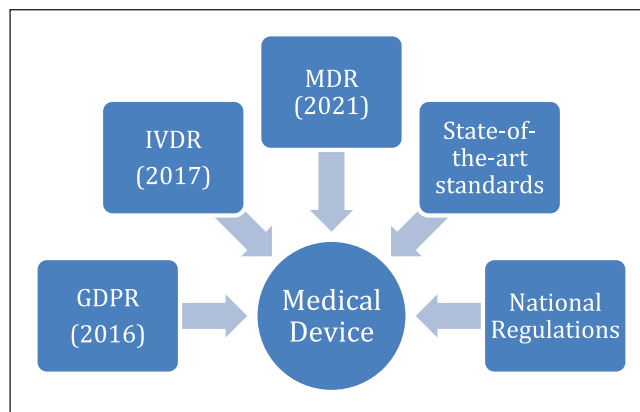 MDR
(2021)
IVDR
(2017)
State-of-
the-art
standards
GDPR
(2016)
Medical
Device
National
Regulations